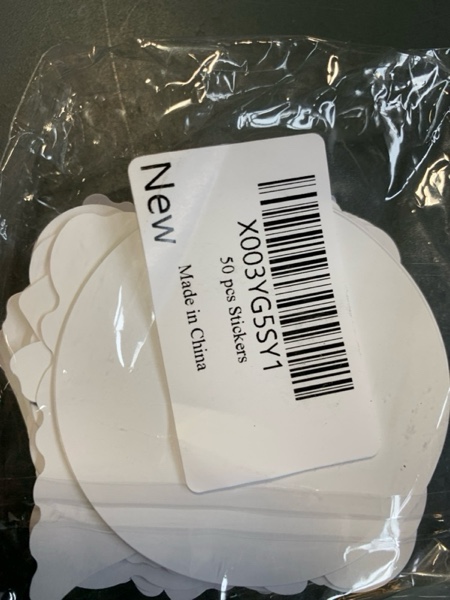 X003YG5SY1
50 pcs Stickers
Made in China
New